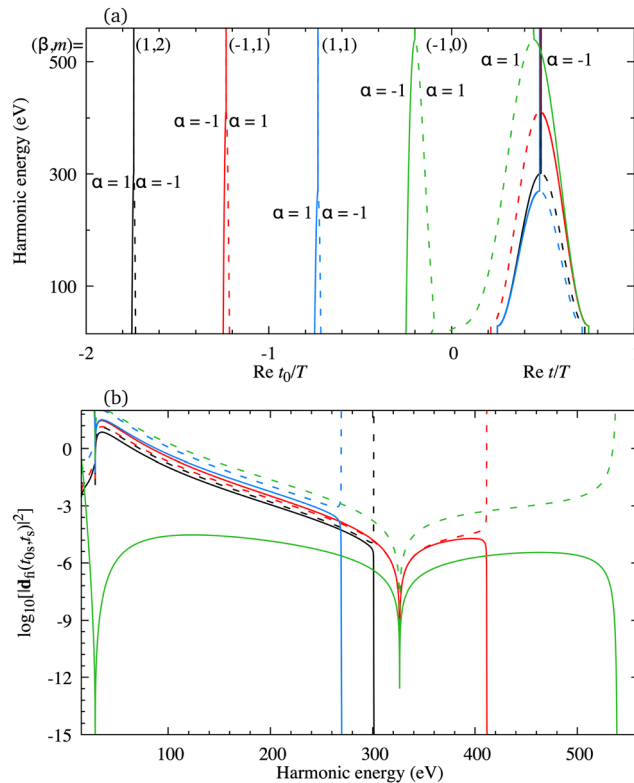 (a)
(β,m)= (1,2) (-1,1) (1,1) (-1,0)
α = 1 α = -1
α = -1 α = 1
α = -1 α = 1
α = 1 α = -1
α = 1 α = -1
Harmonic energy (eV)
500
300
100
-2 -1 0 1
Re t₀/T Re t/T
(b)
log₁₀[|d_fi(t₀ₛ,tₛ)|²]
0
-3
-6
-9
-12
-15
100 200 300 400 500
Harmonic energy (eV)